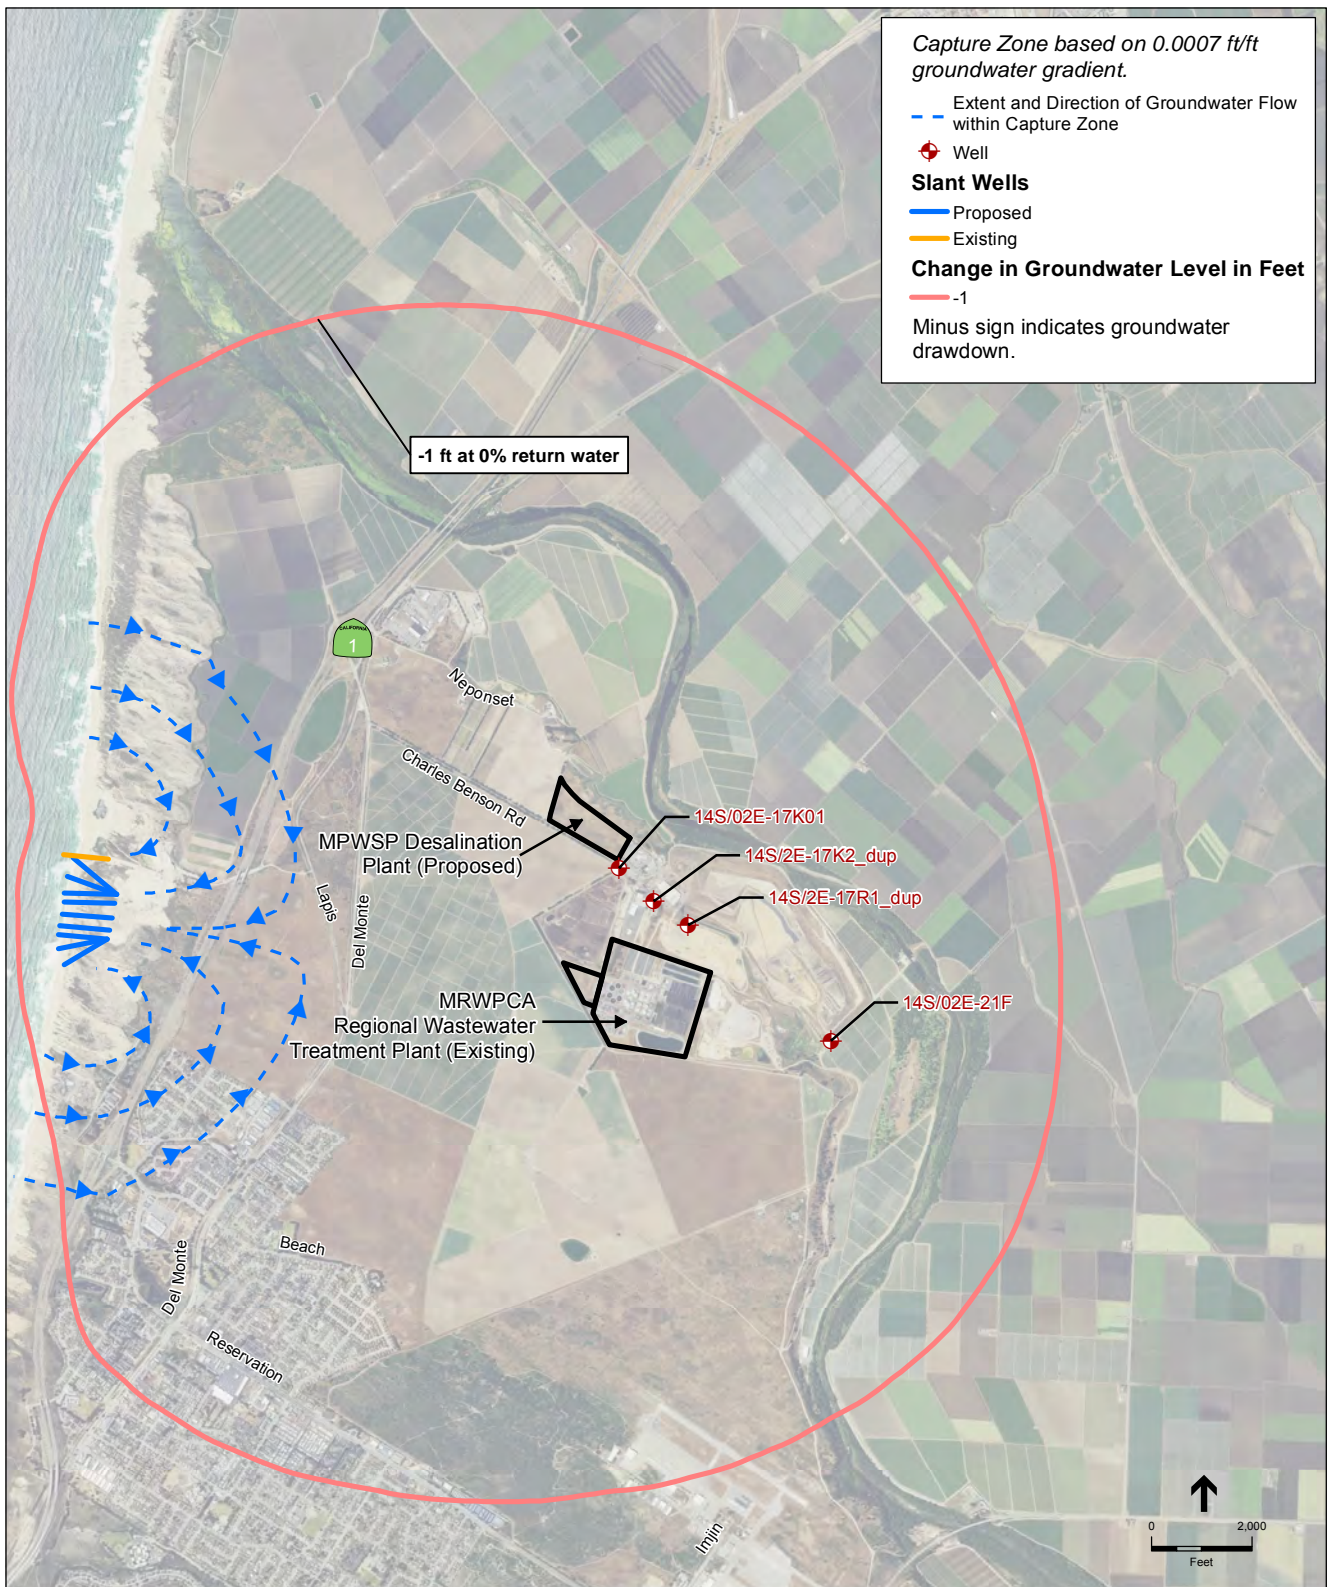 Capture Zone based on 0.0007 ft/ft
groundwater gradient.
Extent and Direction of Groundwater Flow
within Capture Zone
Well
Slant Wells
Proposed
Existing
Change in Groundwater Level in Feet
-1
Minus sign indicates groundwater
drawdown.
-1 ft at 0% return water
CALIFORNIA
1
Neponset
Charles Benson Rd
MPWSP Desalination
Plant (Proposed)
14S/02E-17K01
14S/2E-17K2_dup
14S/2E-17R1_dup
Lapis
Del Monte
MRWPCA
Regional Wastewater
Treatment Plant (Existing)
14S/02E-21F
Beach
Del Monte
Reservation
Imjin
0 2,000
Feet